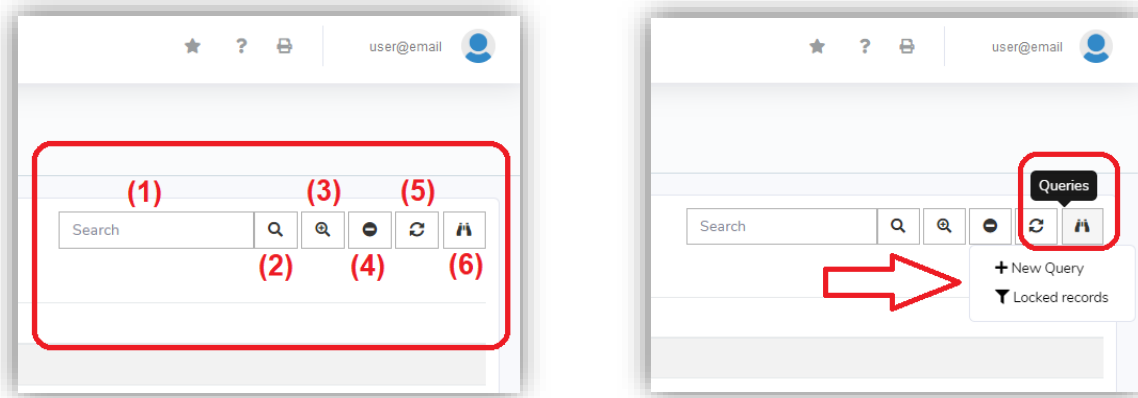 ? user@email
(1) (3) (5)
Search
(2) (4) (6)
? user@email
Queries
Search
New Query
Locked records